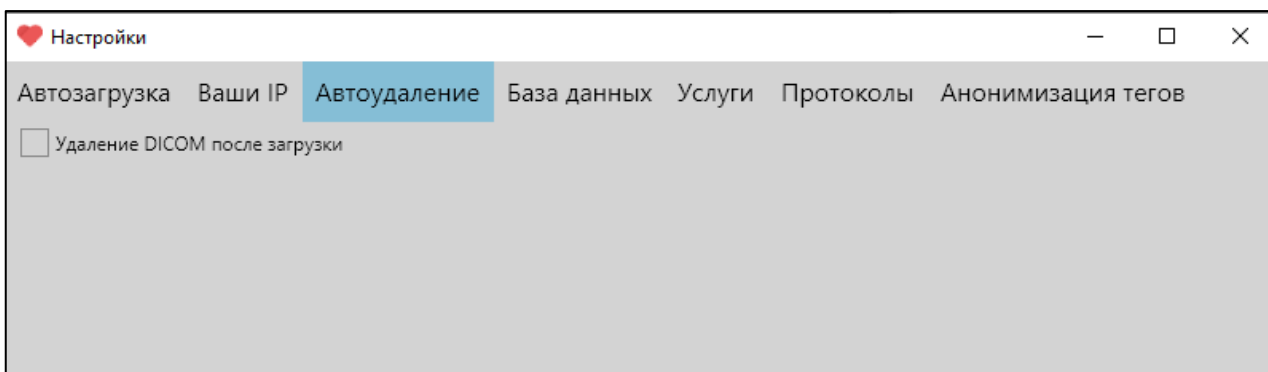 Настройки
Автозагрузка Ваши IP Автоудаление База данных Услуги Протоколы Анонимизация тегов
Удаление DICOM после загрузки